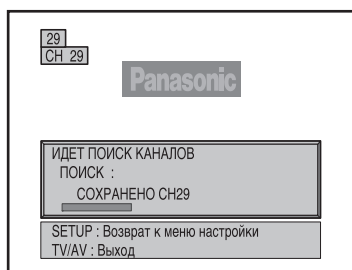 29
CH 29
Panasonic
ИДЕТ ПОИСК КАНАЛОВ
ПОИСК :
СОХРАНЕНО CH29
SETUP : Возврат к меню настройки
TV/AV : Выход